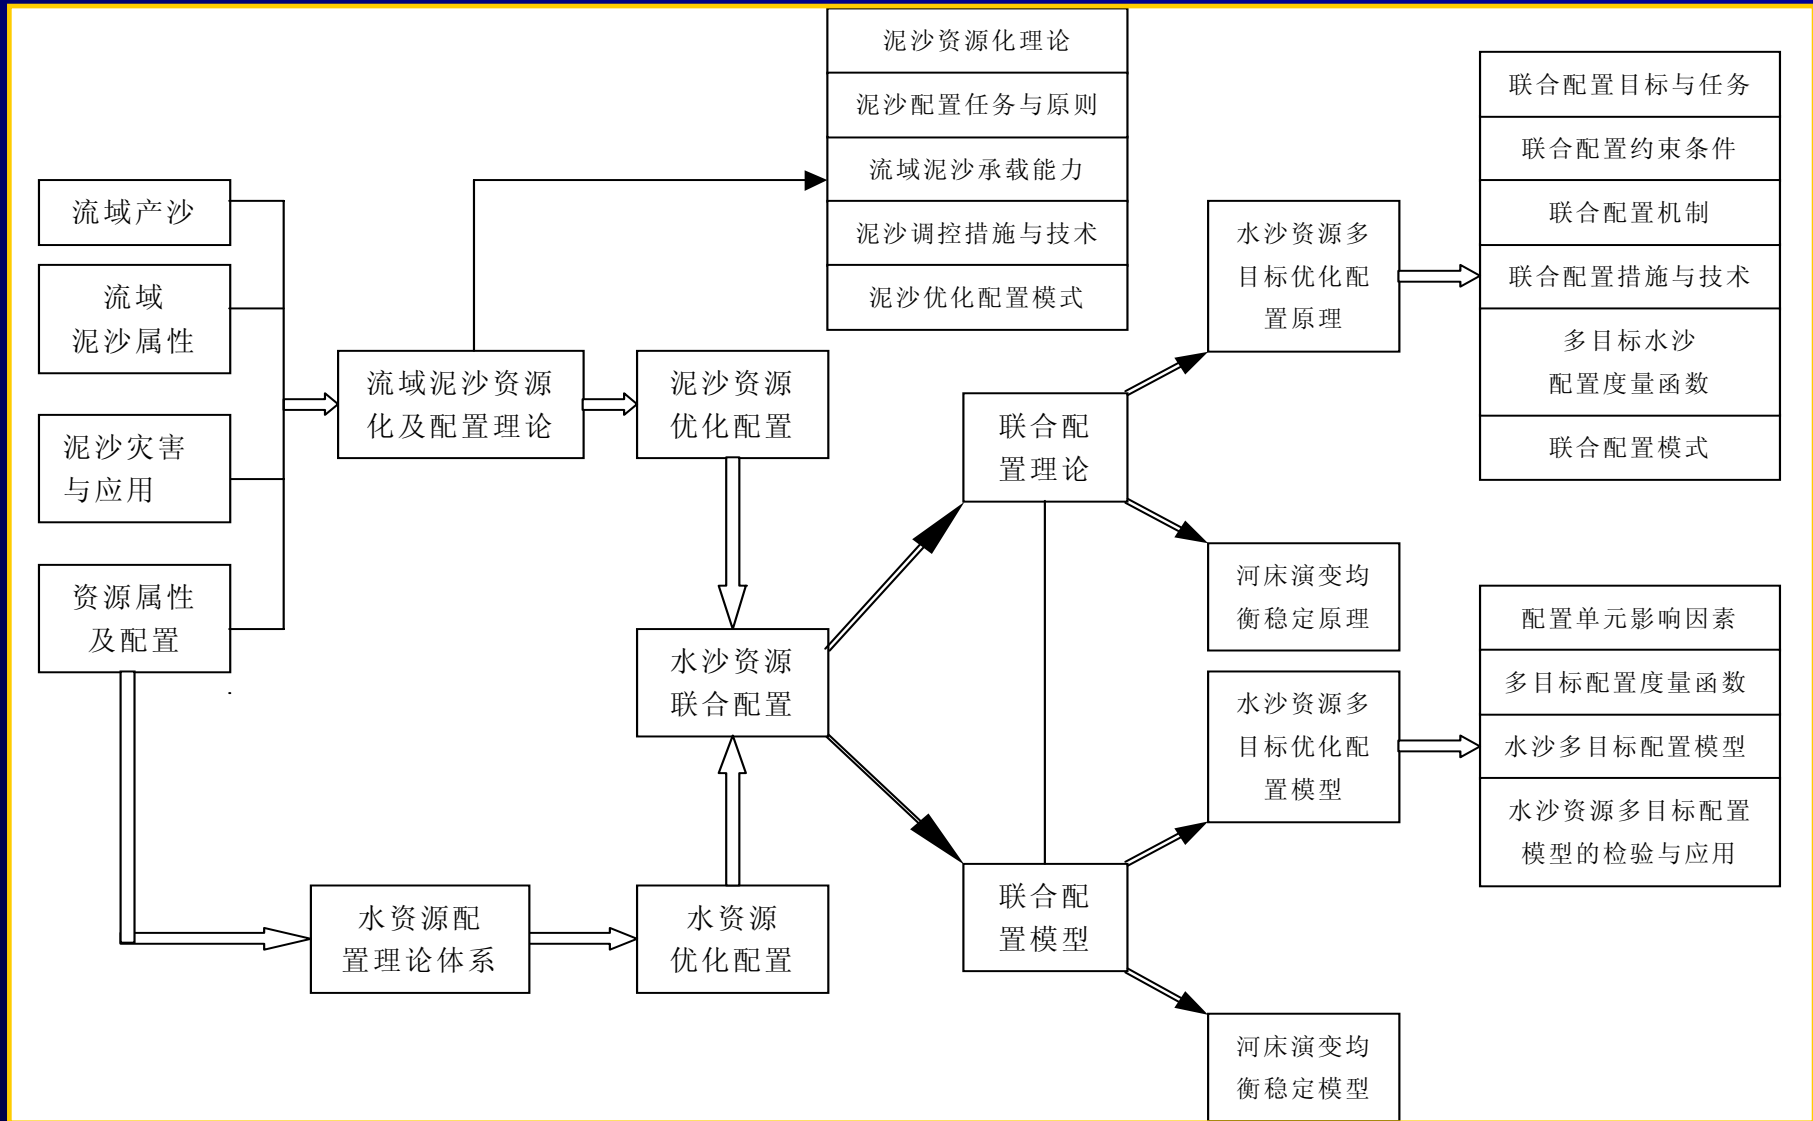 泥沙资源化理论
泥沙配置任务与原则
流域泥沙承载能力
泥沙调控措施与技术
泥沙优化配置模式
流域产沙
流域
泥沙属性
泥沙灾害
与应用
资源属性
及配置
流域泥沙资源
化及配置理论
泥沙资源
优化配置
水沙资源
联合配置
水资源配
置理论体系
水资源
优化配置
联合配
置理论
联合配
置模型
水沙资源多
目标优化配
置原理
河床演变均
衡稳定原理
水沙资源多
目标优化配
置模型
河床演变均
衡稳定模型
联合配置目标与任务
联合配置约束条件
联合配置机制
联合配置措施与技术
多目标水沙
配置度量函数
联合配置模式
配置单元影响因素
多目标配置度量函数
水沙多目标配置模型
水沙资源多目标配置
模型的检验与应用